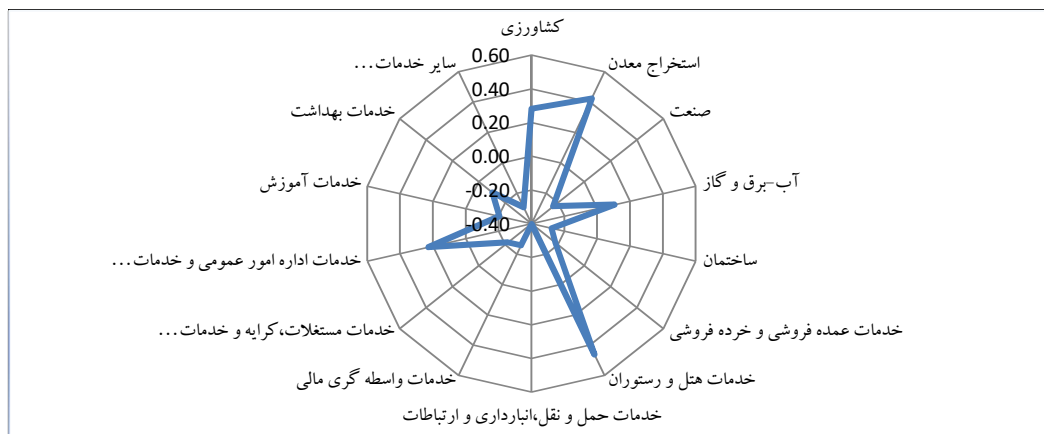 کشاورزی
استخراج معدن
صنعت
آب-برق و گاز
ساختمان
خدمات عمده فروشی و خرده فروشی
خدمات هتل و رستوران
خدمات حمل و نقل،انبارداری و ارتباطات
خدمات واسطه گری مالی
خدمات مستغلات،کرایه و خدمات...
خدمات اداره امور عمومی و خدمات...
خدمات آموزش
خدمات بهداشت
سایر خدمات...
0.60
0.40
0.20
0.00
-0.20
-0.40